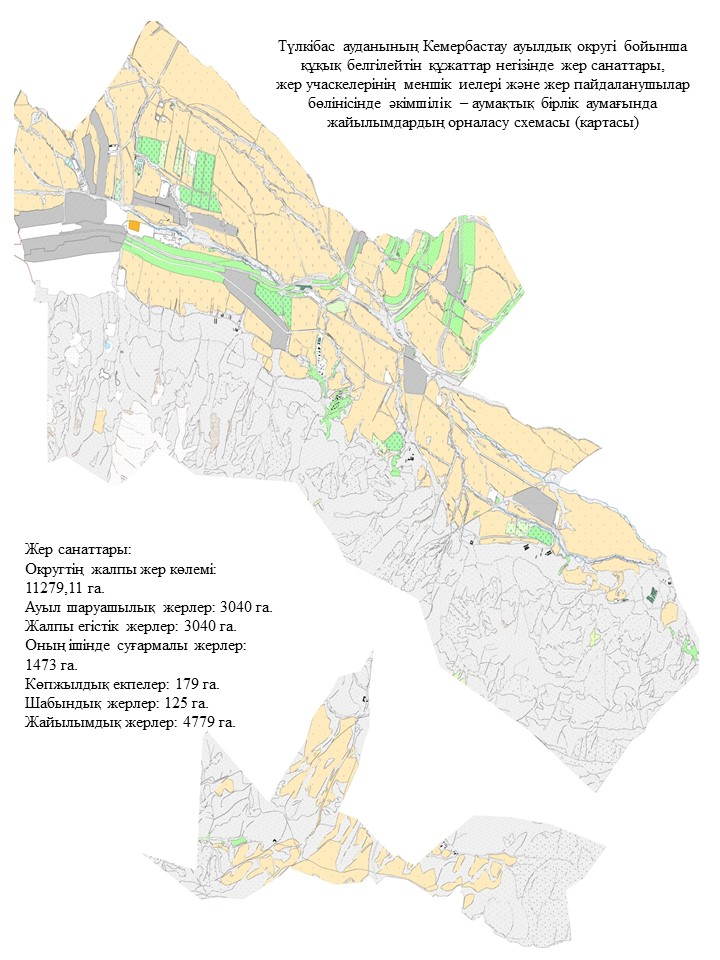 Түлкібас ауданының Кемербастау ауылдық округі бойынша
құқық белгілейтін құжаттар негізінде жер санаттары,
жер учаскелерінің меншік иелері және жер пайдаланушылар
бөлінісінде әкімшілік – аумақтық бірлік аумағында
жайылымдардың орналасу схемасы (картасы)
Жер санаттары:
Округтің жалпы жер көлемі:
11279,11 га.
Ауыл шаруашылық жерлер: 3040 га.
Жалпы егістік жерлер: 3040 га.
Оның ішінде суғармалы жерлер:
1473 га.
Көпжылдық екпелер: 179 га.
Шабындық жерлер: 125 га.
Жайылымдық жерлер: 4779 га.